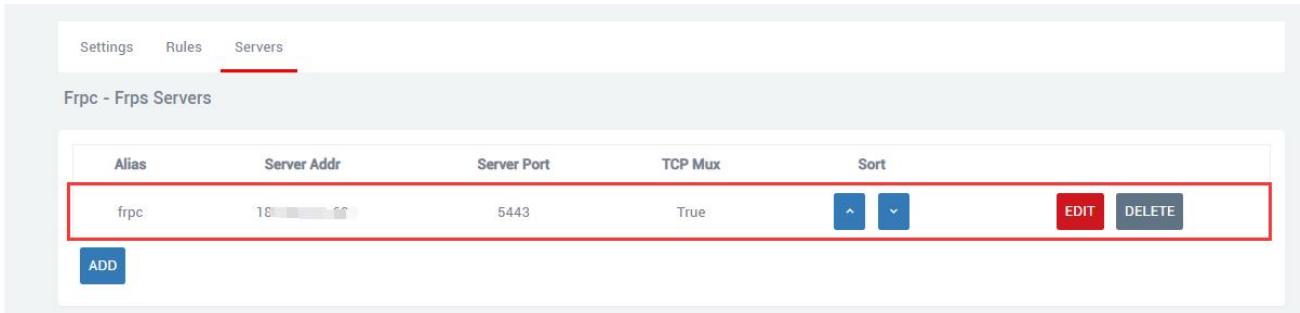 Settings Rules Servers
Frpc - Frps Servers
Alias Server Addr Server Port TCP Mux Sort
frpc 5443 True EDIT DELETE
ADD